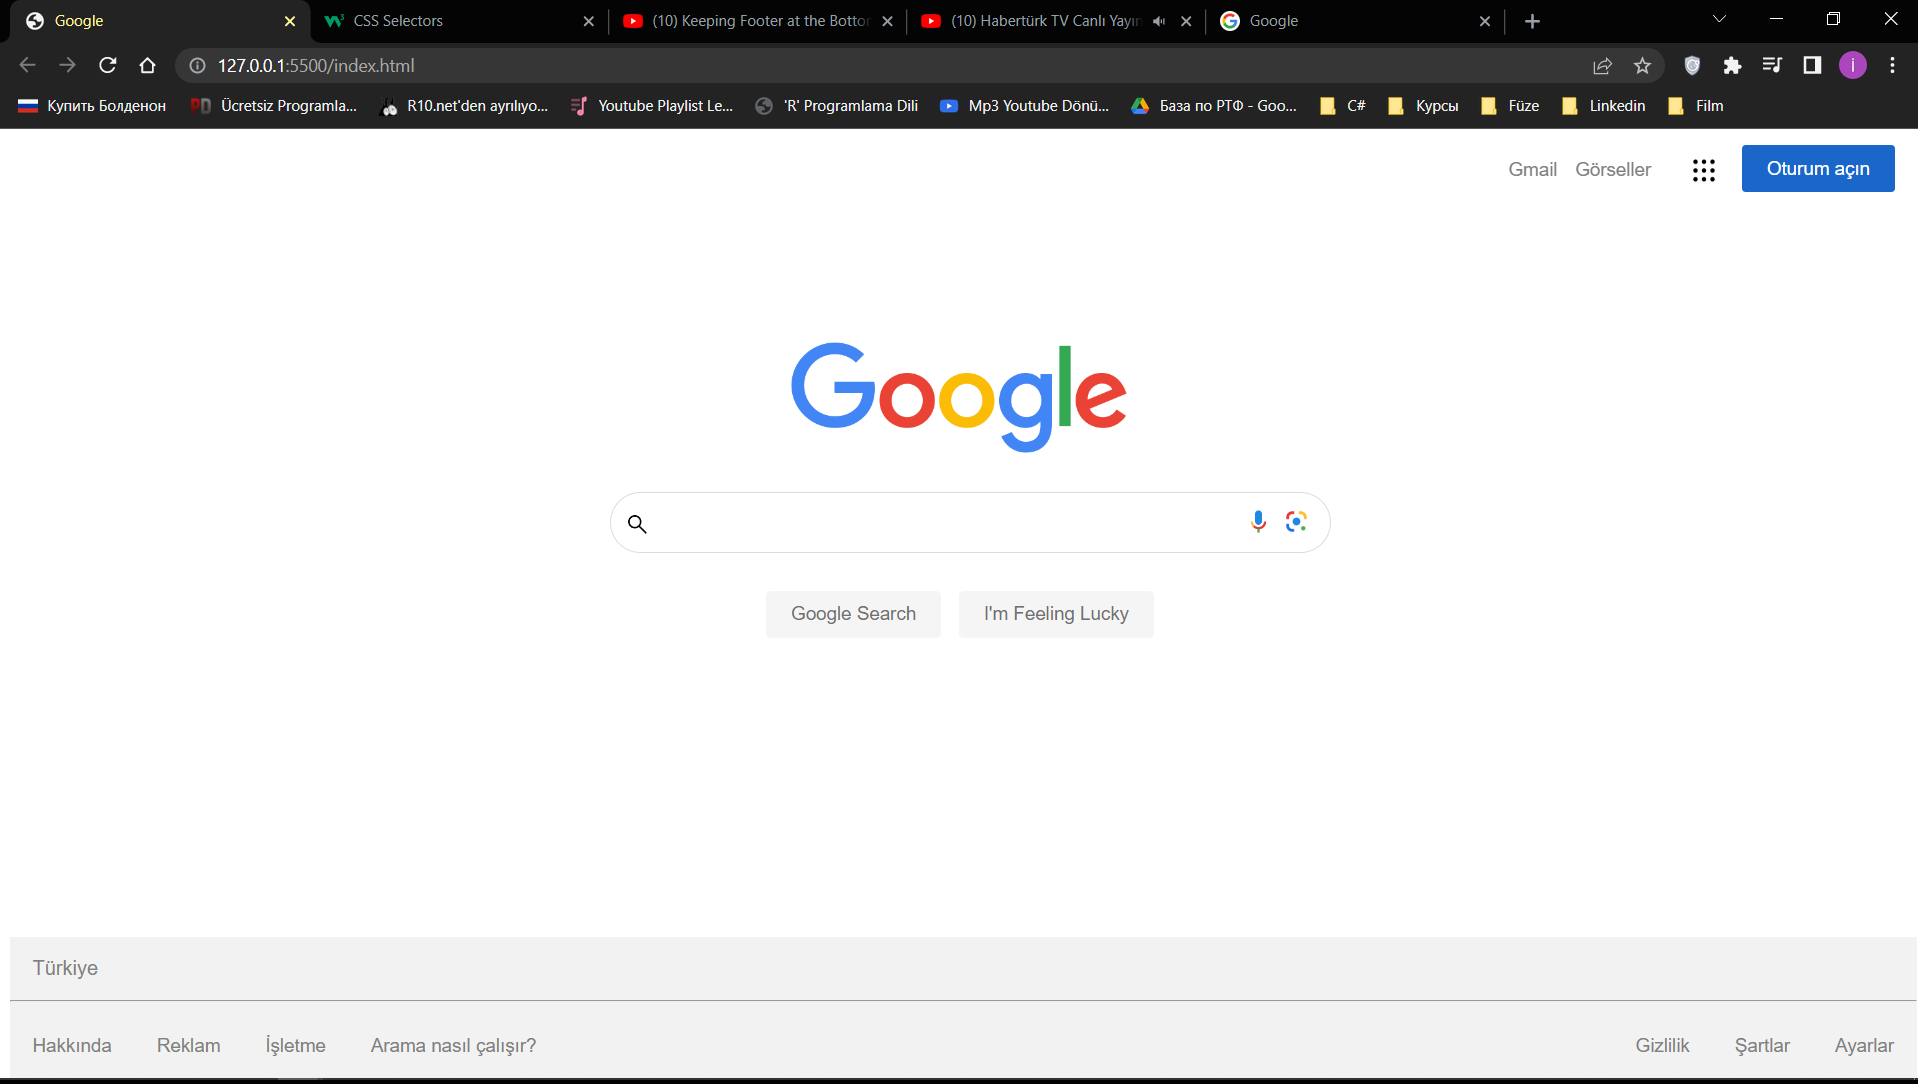 Google
CSS Selectors
(10) Keeping Footer at the Bottor
(10) Habertürk TV Canlı Yayın
Google
127.0.0.1:5500/index.html
i
Купить Болденон
Ücretsiz Programla...
R10.net'den ayrılıyo...
Youtube Playlist Le...
'R' Programlama Dili
Mp3 Youtube Dönü...
База по РТФ - Goo...
C#
Курсы
Füze
Linkedin
Film
Gmail
Görseller
Oturum açın
Google
Google Search
I'm Feeling Lucky
Türkiye
Hakkında
Reklam
İşletme
Arama nasıl çalışır?
Gizlilik
Şartlar
Ayarlar